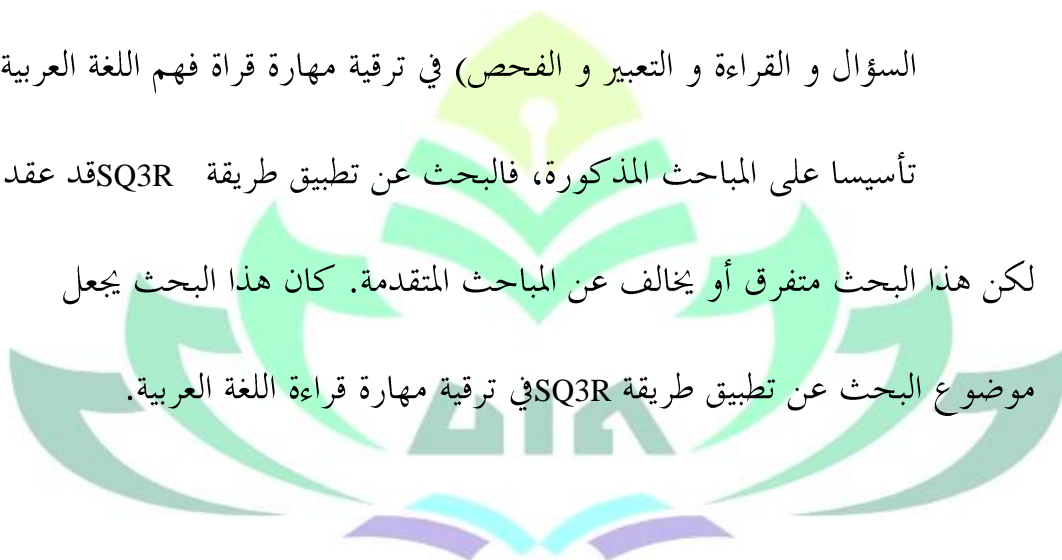 السؤال و القراءة و التعبير و الفحص) في ترقية مهارة قراة فهم اللغة العربية
تأسيسا على المباحث المذكورة، فالبحث عن تطبيق طريقة SQ3Rقد عقد
لكن هذا البحث متفرق أو يخالف عن المباحث المتقدمة. كان هذا البحث يجعل
موضوع البحث عن تطبيق طريقة SQ3Rفي ترقية مهارة قراءة اللغة العربية.